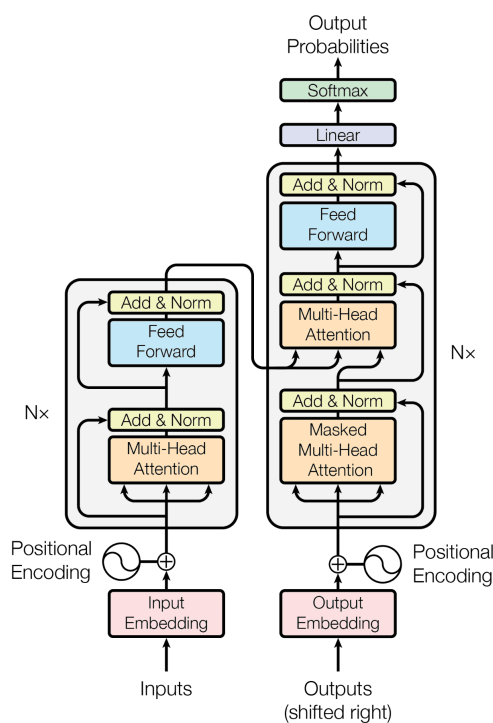 Output
Probabilities
Softmax
Linear
Add & Norm
Feed
Forward
Add & Norm
Multi-Head
Attention
Add & Norm
Masked
Multi-Head
Attention
N×
Add & Norm
Feed
Forward
Add & Norm
Multi-Head
Attention
N×
Positional
Encoding
Positional
Encoding
Input
Embedding
Output
Embedding
Inputs
Outputs
(shifted right)